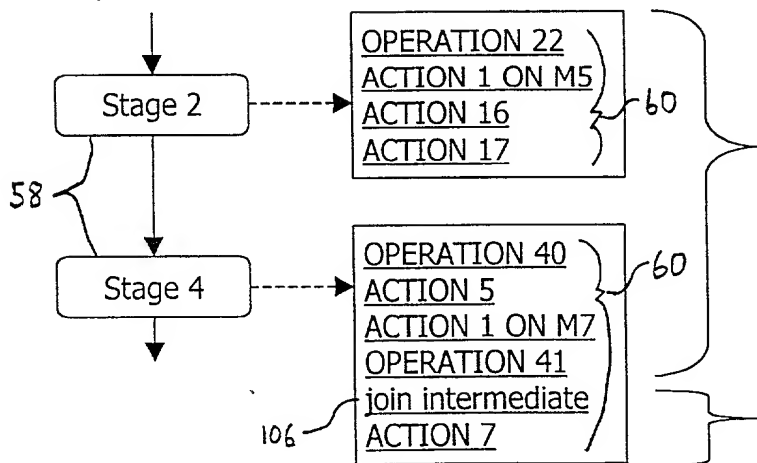 OPERATION 22
ACTION 1 ON M5
Stage 2
ACTION 16
60
ACTION 17
58
OPERATION 40
60
Stage 4
ACTION 5
ACTION 1 ON M7
OPERATION 41
join intermediate
106
ACTION 7